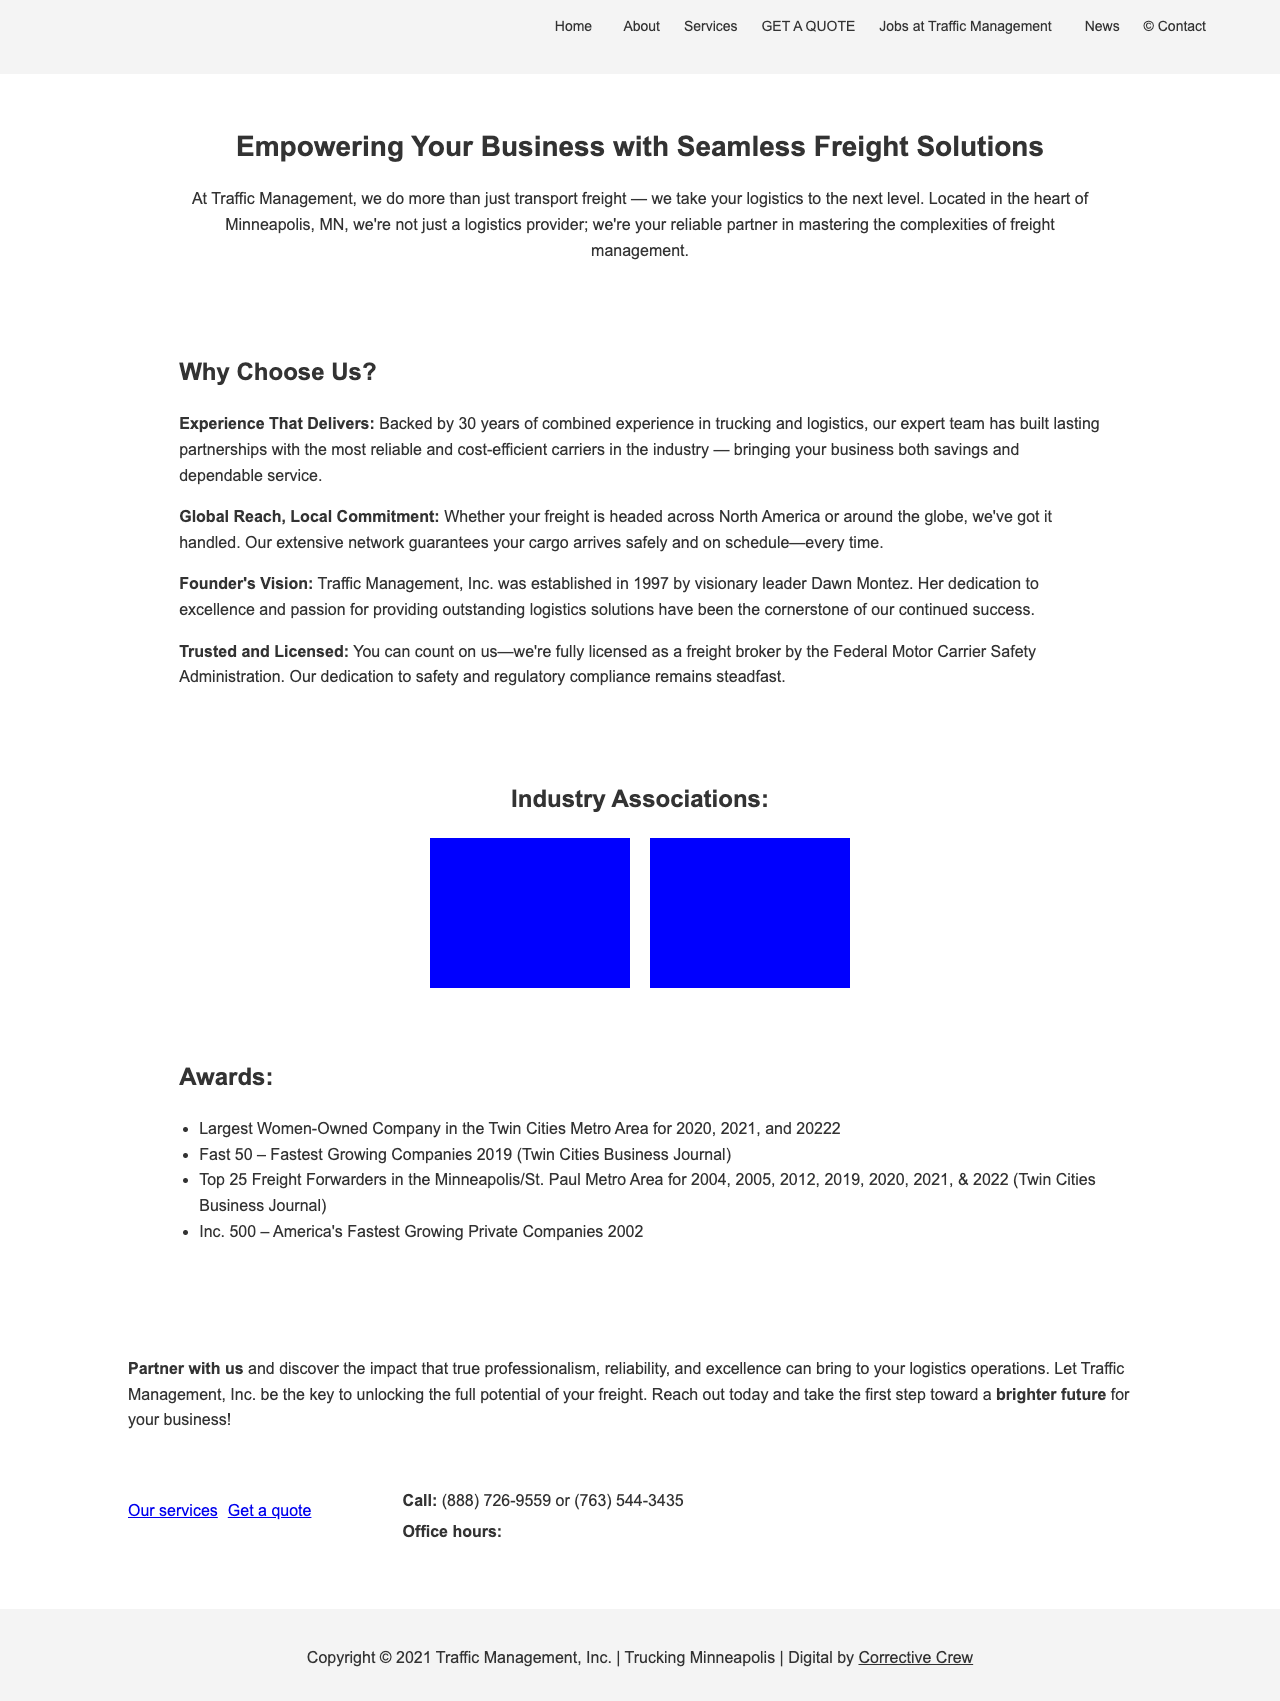 Home About Services GET A QUOTE Jobs at Traffic Management News © Contact
Empowering Your Business with Seamless Freight Solutions
At Traffic Management, we do more than just transport freight — we take your logistics to the next level. Located in the heart of
Minneapolis, MN, we're not just a logistics provider; we're your reliable partner in mastering the complexities of freight
management.
Why Choose Us?
Experience That Delivers: Backed by 30 years of combined experience in trucking and logistics, our expert team has built lasting
partnerships with the most reliable and cost-efficient carriers in the industry — bringing your business both savings and
dependable service.
Global Reach, Local Commitment: Whether your freight is headed across North America or around the globe, we've got it
handled. Our extensive network guarantees your cargo arrives safely and on schedule—every time.
Founder's Vision: Traffic Management, Inc. was established in 1997 by visionary leader Dawn Montez. Her dedication to
excellence and passion for providing outstanding logistics solutions have been the cornerstone of our continued success.
Trusted and Licensed: You can count on us—we're fully licensed as a freight broker by the Federal Motor Carrier Safety
Administration. Our dedication to safety and regulatory compliance remains steadfast.
Industry Associations:
Awards:
• Largest Women-Owned Company in the Twin Cities Metro Area for 2020, 2021, and 20222
• Fast 50 – Fastest Growing Companies 2019 (Twin Cities Business Journal)
• Top 25 Freight Forwarders in the Minneapolis/St. Paul Metro Area for 2004, 2005, 2012, 2019, 2020, 2021, & 2022 (Twin Cities
Business Journal)
• Inc. 500 – America's Fastest Growing Private Companies 2002
Partner with us and discover the impact that true professionalism, reliability, and excellence can bring to your logistics operations. Let Traffic
Management, Inc. be the key to unlocking the full potential of your freight. Reach out today and take the first step toward a brighter future for
your business!
Our services Get a quote
Call: (888) 726-9559 or (763) 544-3435
Office hours:
Copyright © 2021 Traffic Management, Inc. | Trucking Minneapolis | Digital by Corrective Crew